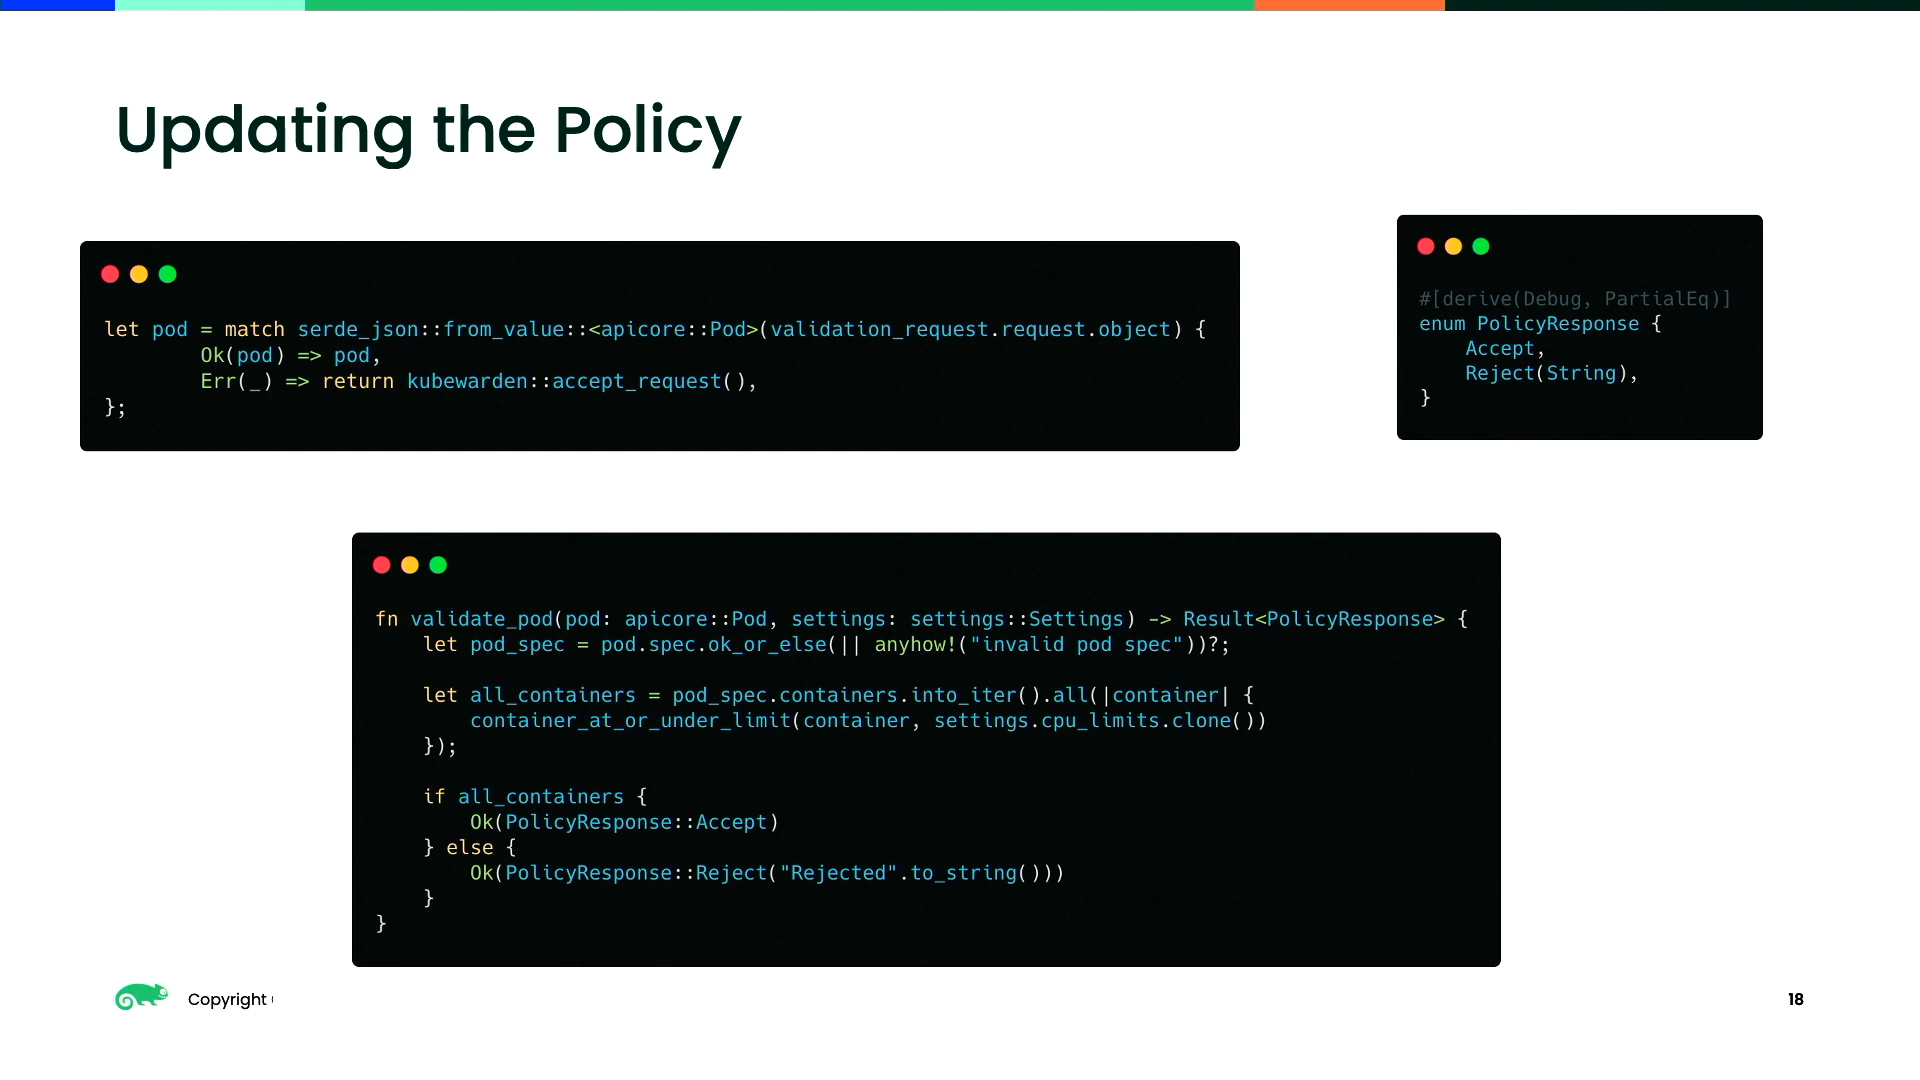 Updating the Policy
let pod = match serde_json::from_value::<apicore::Pod>(validation_request.request.object) {
        Ok(pod) => pod,
        Err(_) => return kubewarden::accept_request(),
};
#[derive(Debug, PartialEq)]
enum PolicyResponse {
    Accept,
    Reject(String),
}
fn validate_pod(pod: apicore::Pod, settings: settings::Settings) -> Result<PolicyResponse> {
    let pod_spec = pod.spec.ok_or_else(|| anyhow!("invalid pod spec"))?;
    let all_containers = pod_spec.containers.into_iter().all(|container| {
        container_at_or_under_limit(container, settings.cpu_limits.clone())
    });
    if all_containers {
        Ok(PolicyResponse::Accept)
    } else {
        Ok(PolicyResponse::Reject("Rejected".to_string()))
    }
}
Copyright
18